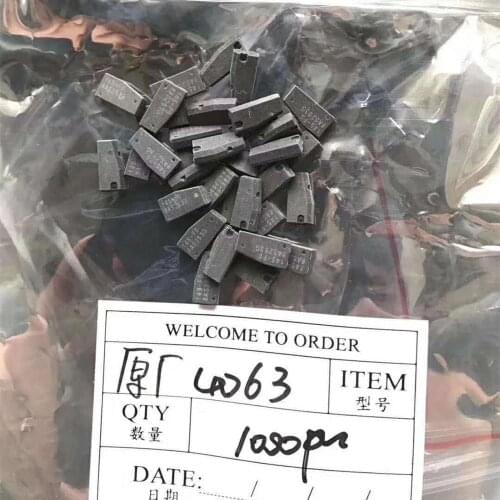 WELCOME TO ORDER
原厂 4D63 ITEM
型号
QTY
数量 1000pcs
DATE: / / /
日期